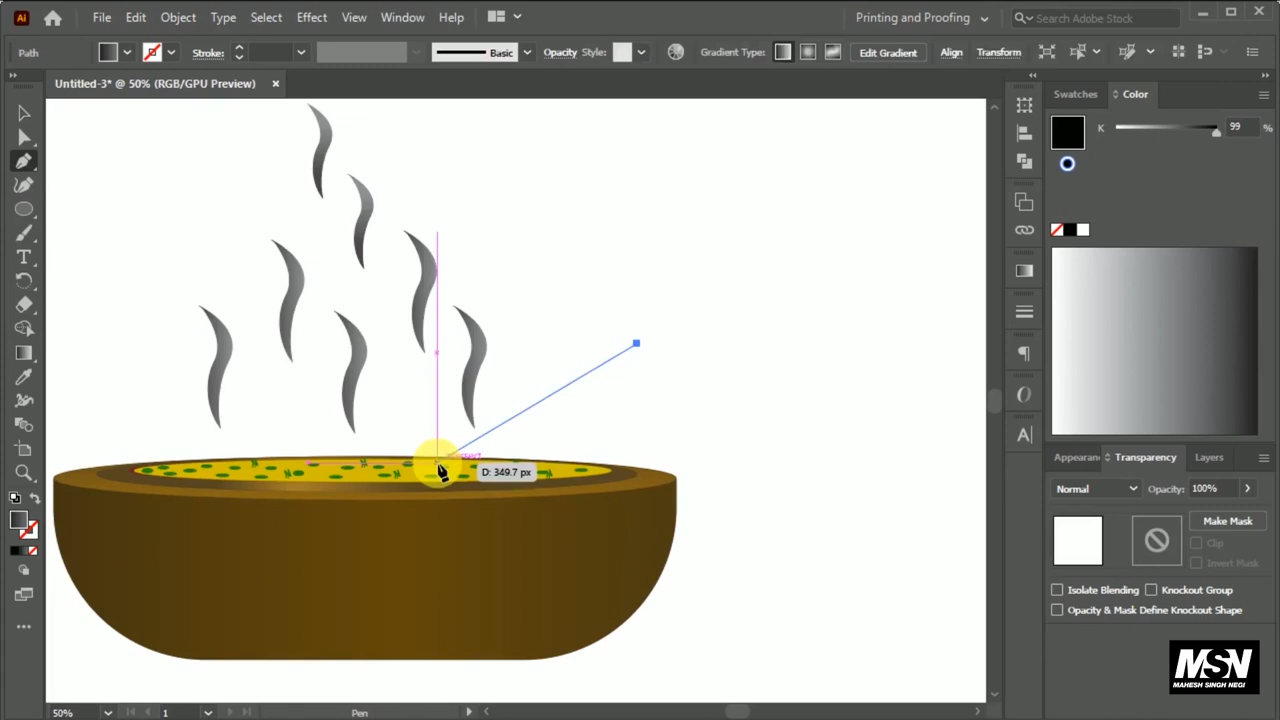 Ai
File Edit Object Type Select Effect View Window Help
Printing and Proofing
Search Adobe Stock
Path
Stroke:
Basic
Opacity
Style:
Gradient Type:
Edit Gradient
Align
Transform
Untitled-3* @ 50% (RGB/GPU Preview)
Swatches
Color
K
99
%
D: 349.7 px
Transparency
Layers
Normal
Opacity:
100%
Make Mask
Clip
Invert Mask
Isolate Blending
Knockout Group
Opacity & Mask Define Knockout Shape
MSN
MAHESH SINGH NEGI
50%
1
Pen